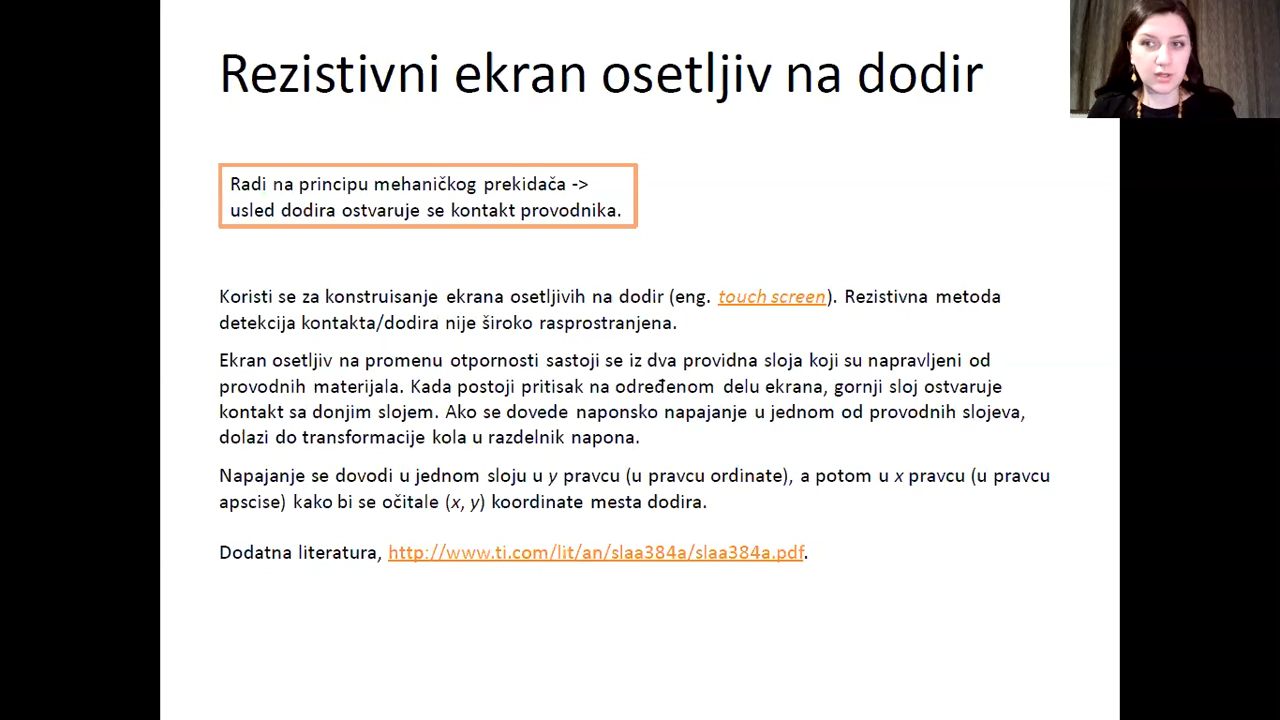 Rezistivni ekran osetljiv na dodir
Radi na principu mehaničkog prekidača ->
usled dodira ostvaruje se kontakt provodnika.
Koristi se za konstruisanje ekrana osetljivih na dodir (eng. touch screen). Rezistivna metoda
detekcija kontakta/dodira nije široko rasprostranjena.
Ekran osetljiv na promenu otpornosti sastoji se iz dva providna sloja koji su napravljeni od
provodnih materijala. Kada postoji pritisak na određenom delu ekrana, gornji sloj ostvaruje
kontakt sa donjim slojem. Ako se dovede naponsko napajanje u jednom od provodnih slojeva,
dolazi do transformacije kola u razdelnik napona.
Napajanje se dovodi u jednom sloju u y pravcu (u pravcu ordinate), a potom u x pravcu (u pravcu
apscise) kako bi se očitale (x, y) koordinate mesta dodira.
Dodatna literatura, http://www.ti.com/lit/an/slaa384a/slaa384a.pdf.